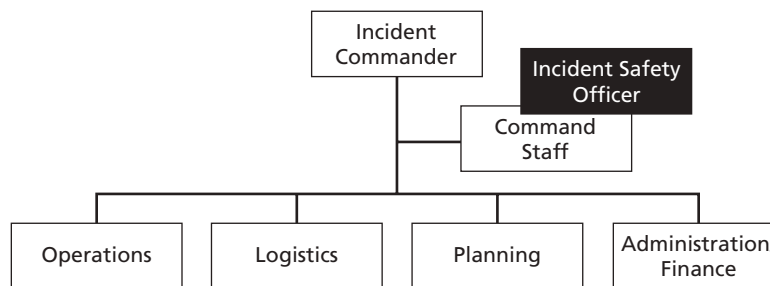 Incident
Commander
Incident Safety
Officer
Command
Staff
Operations
Logistics
Planning
Administration
Finance